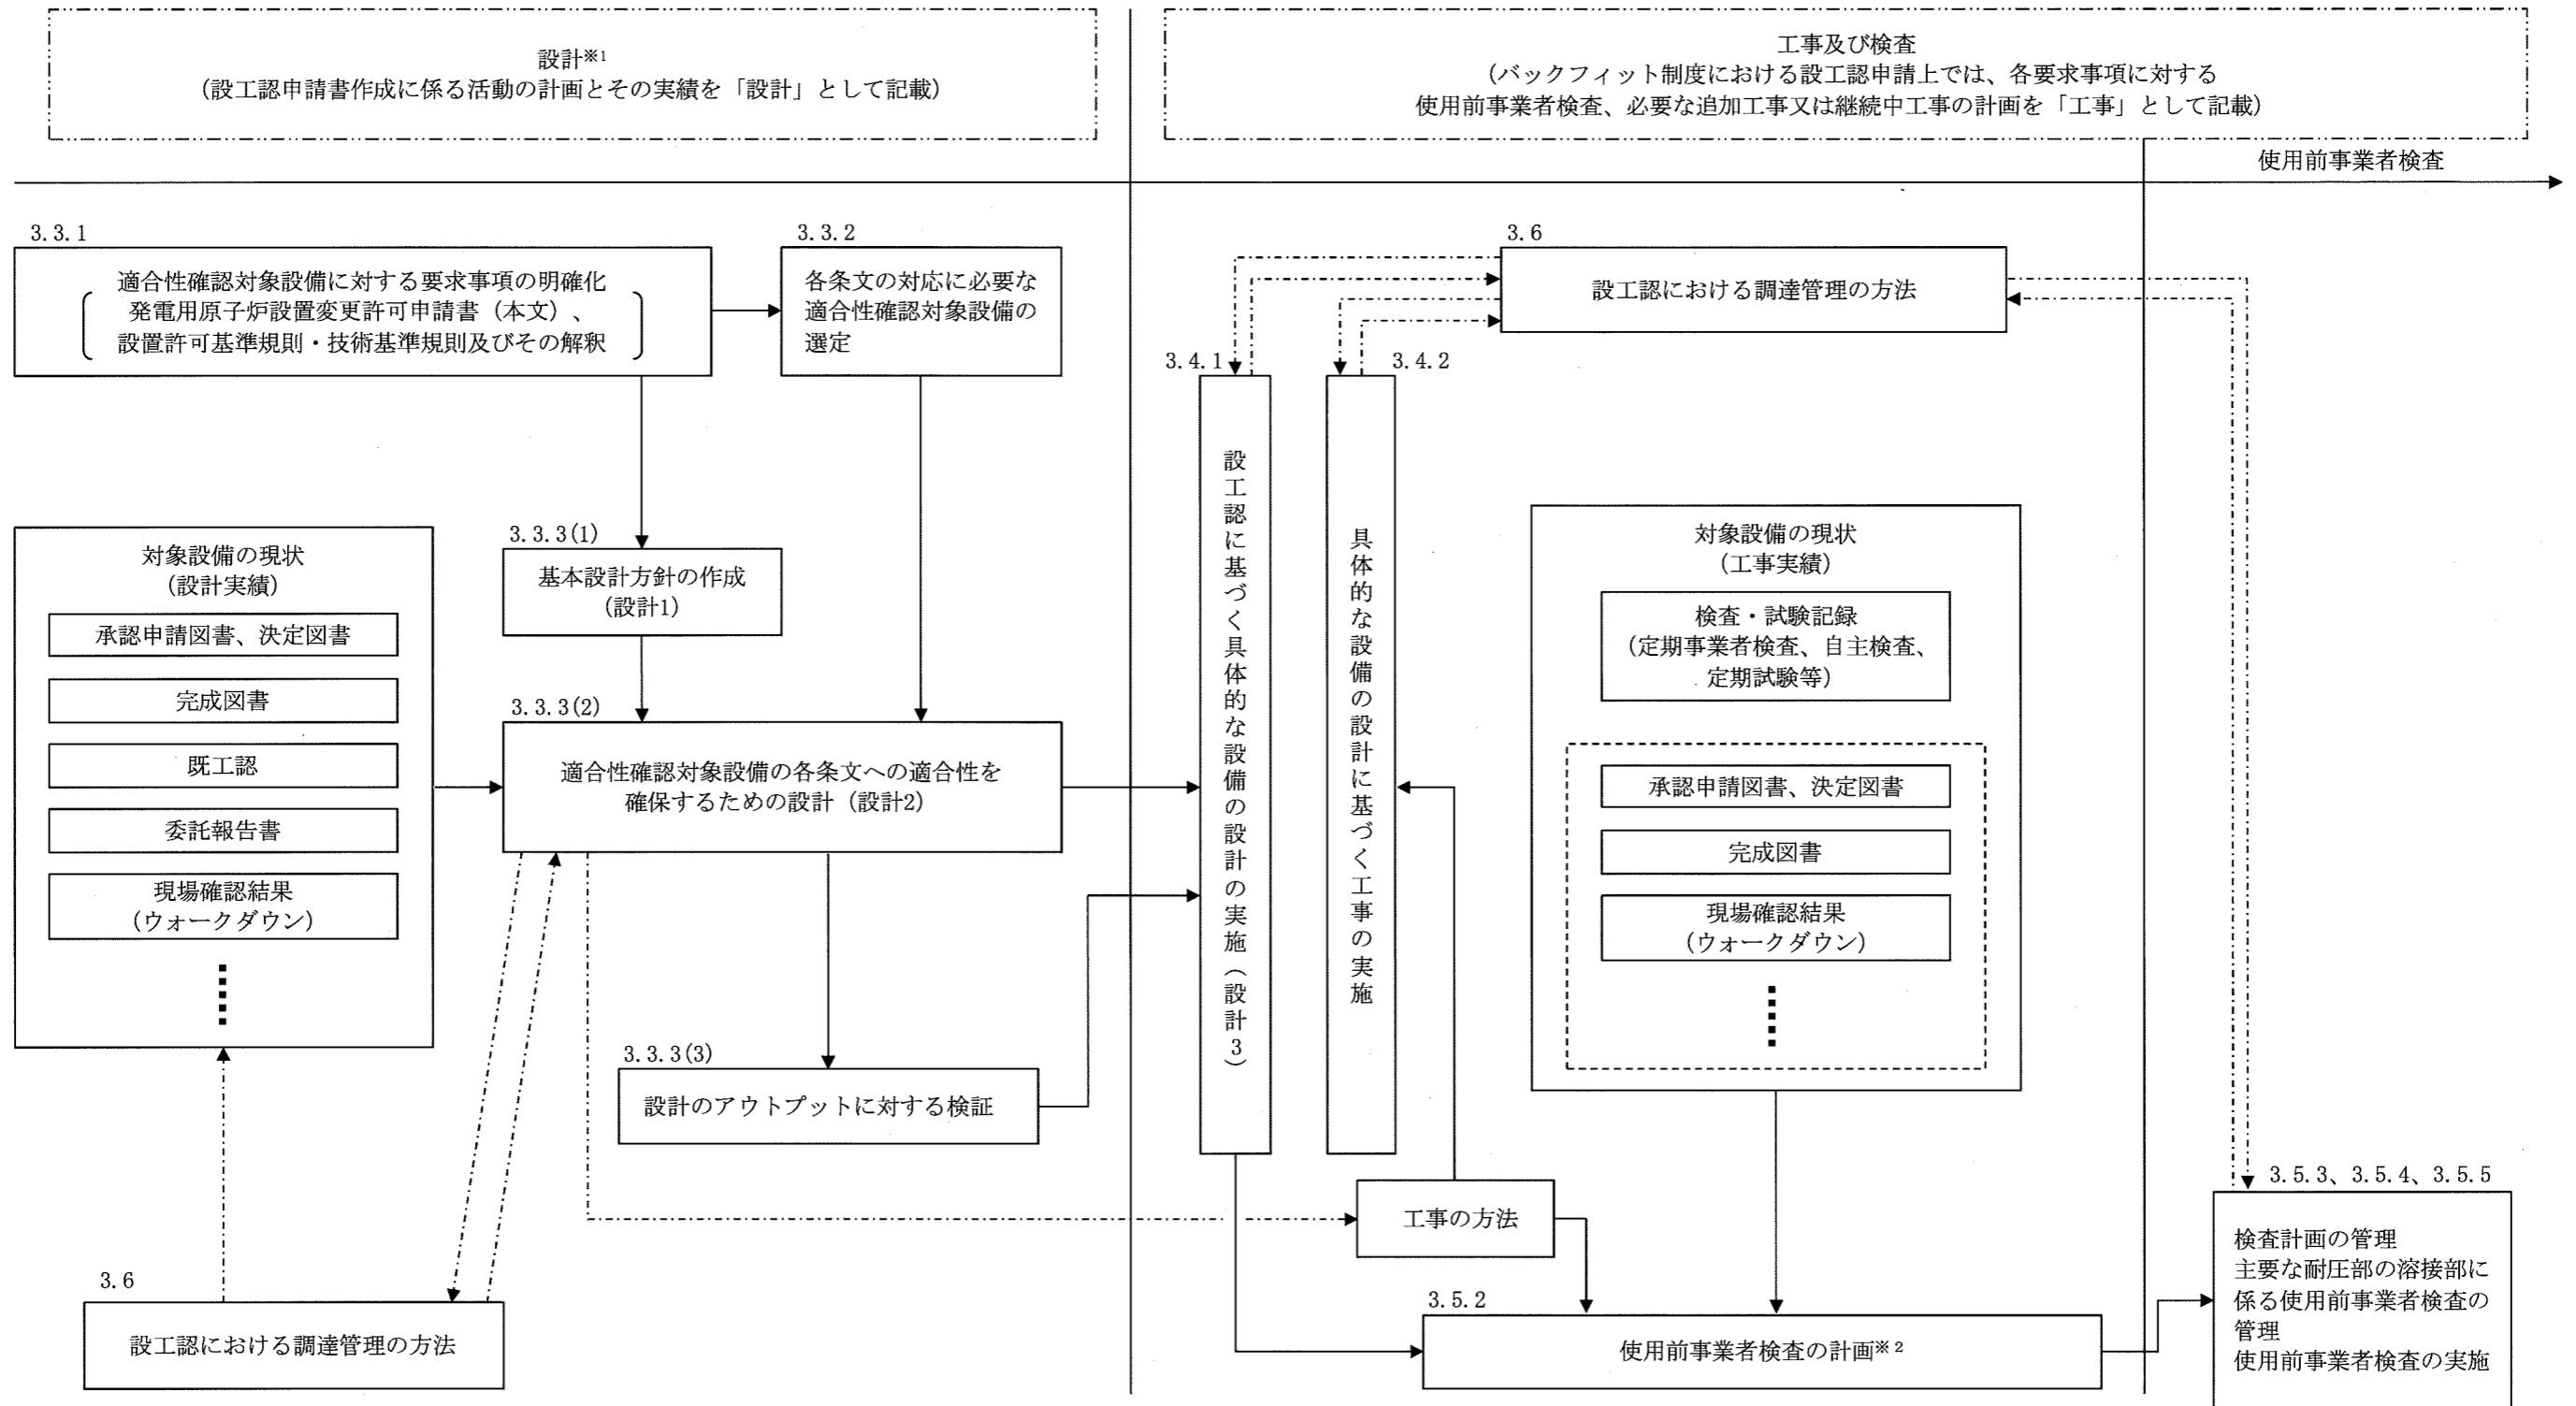 設計※1
（設工認申請書作成に係る活動の計画とその実績を「設計」として記載）
工事及び検査
（バックフィット制度における設工認申請上では、各要求事項に対する
使用前事業者検査、必要な追加工事又は継続中工事の計画を「工事」として記載）
使用前事業者検査
3.3.1
適合性確認対象設備に対する要求事項の明確化
発電用原子炉設置変更許可申請書（本文）、
設置許可基準規則・技術基準規則及びその解釈
3.3.2
各条文の対応に必要な
適合性確認対象設備の
選定
3.3.3(1)
基本設計方針の作成
（設計1）
対象設備の現状
（設計実績）
承認申請図書、決定図書
完成図書
既工認
委託報告書
現場確認結果
（ウォークダウン）
3.3.3(2)
適合性確認対象設備の各条文への適合性を
確保するための設計（設計2）
3.3.3(3)
設計のアウトプットに対する検証
3.6
設工認における調達管理の方法
3.6
設工認における調達管理の方法
3.4.1
設工認に基づく具体的な設備の設計の実施（設計3）
3.4.2
具体的な設備の設計に基づく工事の実施
対象設備の現状
（工事実績）
検査・試験記録
（定期事業者検査、自主検査、
定期試験等）
承認申請図書、決定図書
完成図書
現場確認結果
（ウォークダウン）
工事の方法
3.5.2
使用前事業者検査の計画※2
3.5.3、3.5.4、3.5.5
検査計画の管理
主要な耐圧部の溶接部に
係る使用前事業者検査の
管理
使用前事業者検査の実施